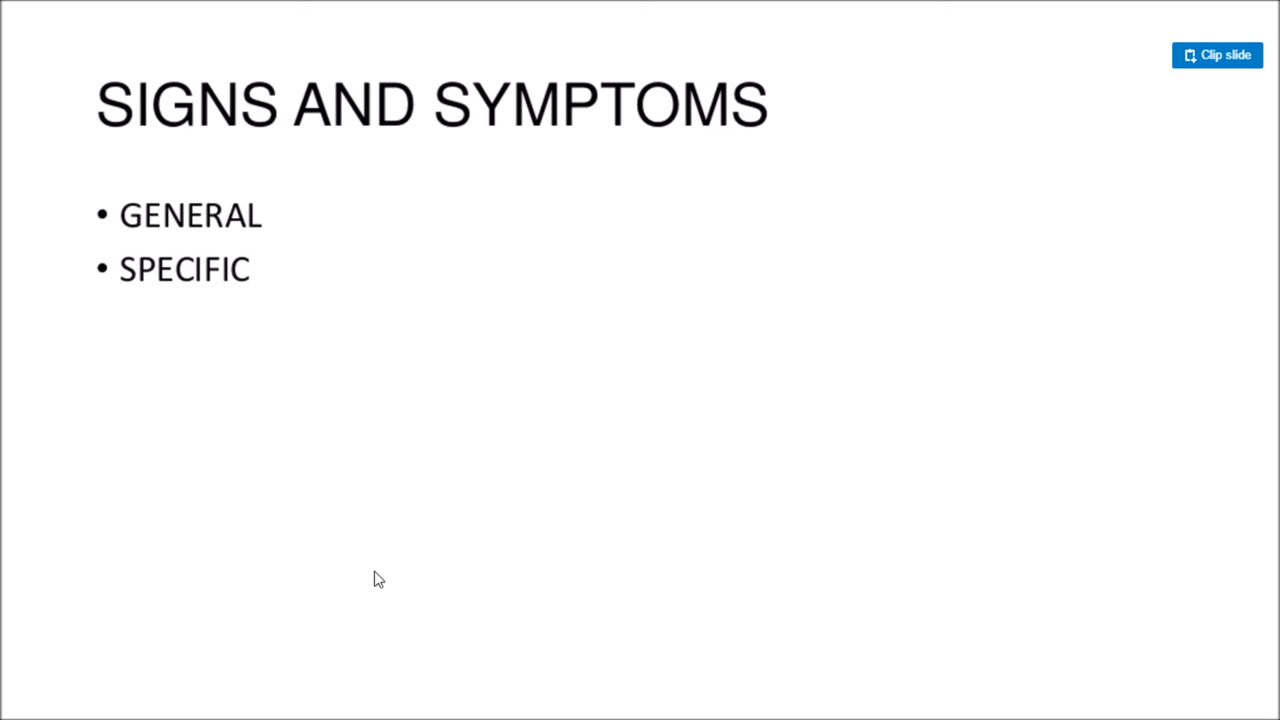 Clip slide
SIGNS AND SYMPTOMS
• GENERAL
• SPECIFIC